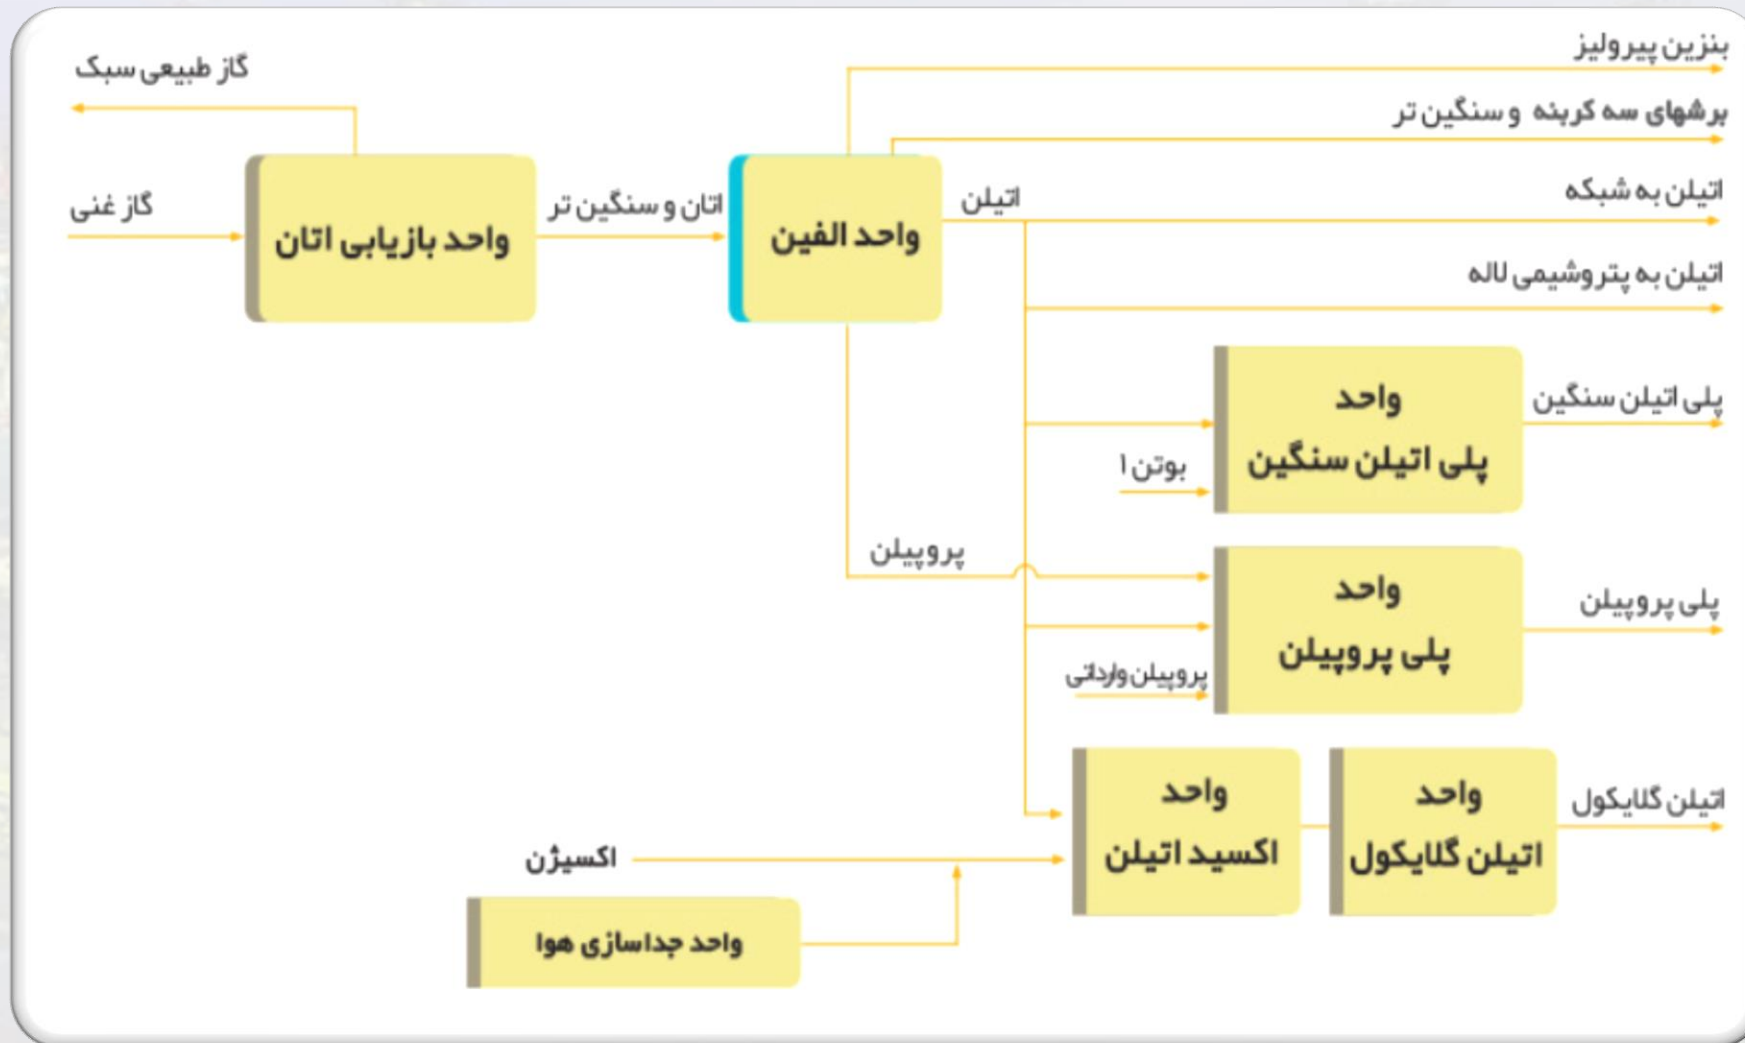 بنزین پیرولیز
گاز طبیعی سبک
برشهای سه کربنه و سنگین تر
اتیلن به شبکه
اتیلن
اتان و سنگین تر
گاز غنی
واحد الفین
واحد بازیابی اتان
اتیلن به پتروشیمی لاله
پلی اتیلن سنگین
واحد
پلی اتیلن سنگین
بوتن ۱
پروپیلن
پلی پروپیلن
واحد
پلی پروپیلن
پروپیلن وارداتی
اتیلن گلایکول
واحد
اتیلن گلایکول
واحد
اکسید اتیلن
اکسیژن
واحد جداسازی هوا